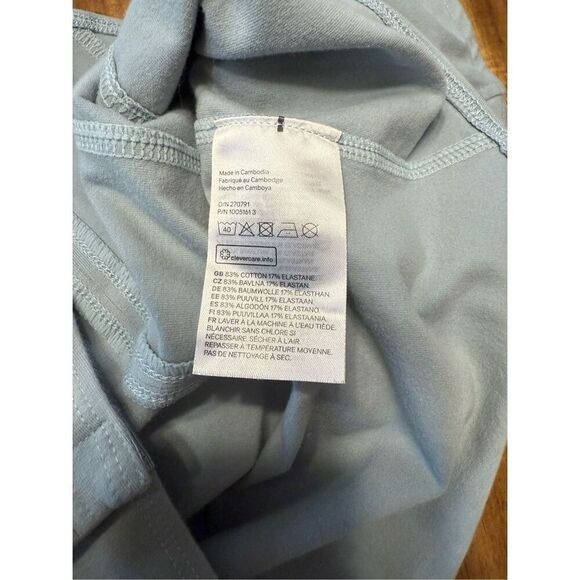 Made in Cambodia
Fabriqué au Cambodge
Hecho en Camboya
O/N 270791
P/N 1005161 3
40
clevercare.info
GB 83% COTTON 17% ELASTANE.
CZ 83% BAVLNA 17% ELASTAN.
DE 83% BAUMWOLLE 17% ELASTHAN
EE 83% PUUVILL 17% ELASTAAN
ES 83% ALGODÓN 17% ELASTANO.
FI 83% PUUVILLAA 17% ELASTAANIA.
FR LAVER À LA MACHINE À L'EAU TIÈDE.
BLANCHIR SANS CHLORE SI
NÉCESSAIRE. SÉCHER À L'AIR.
REPASSER À TEMPÉRATURE MOYENNE.
PAS DE NETTOYAGE À SEC.